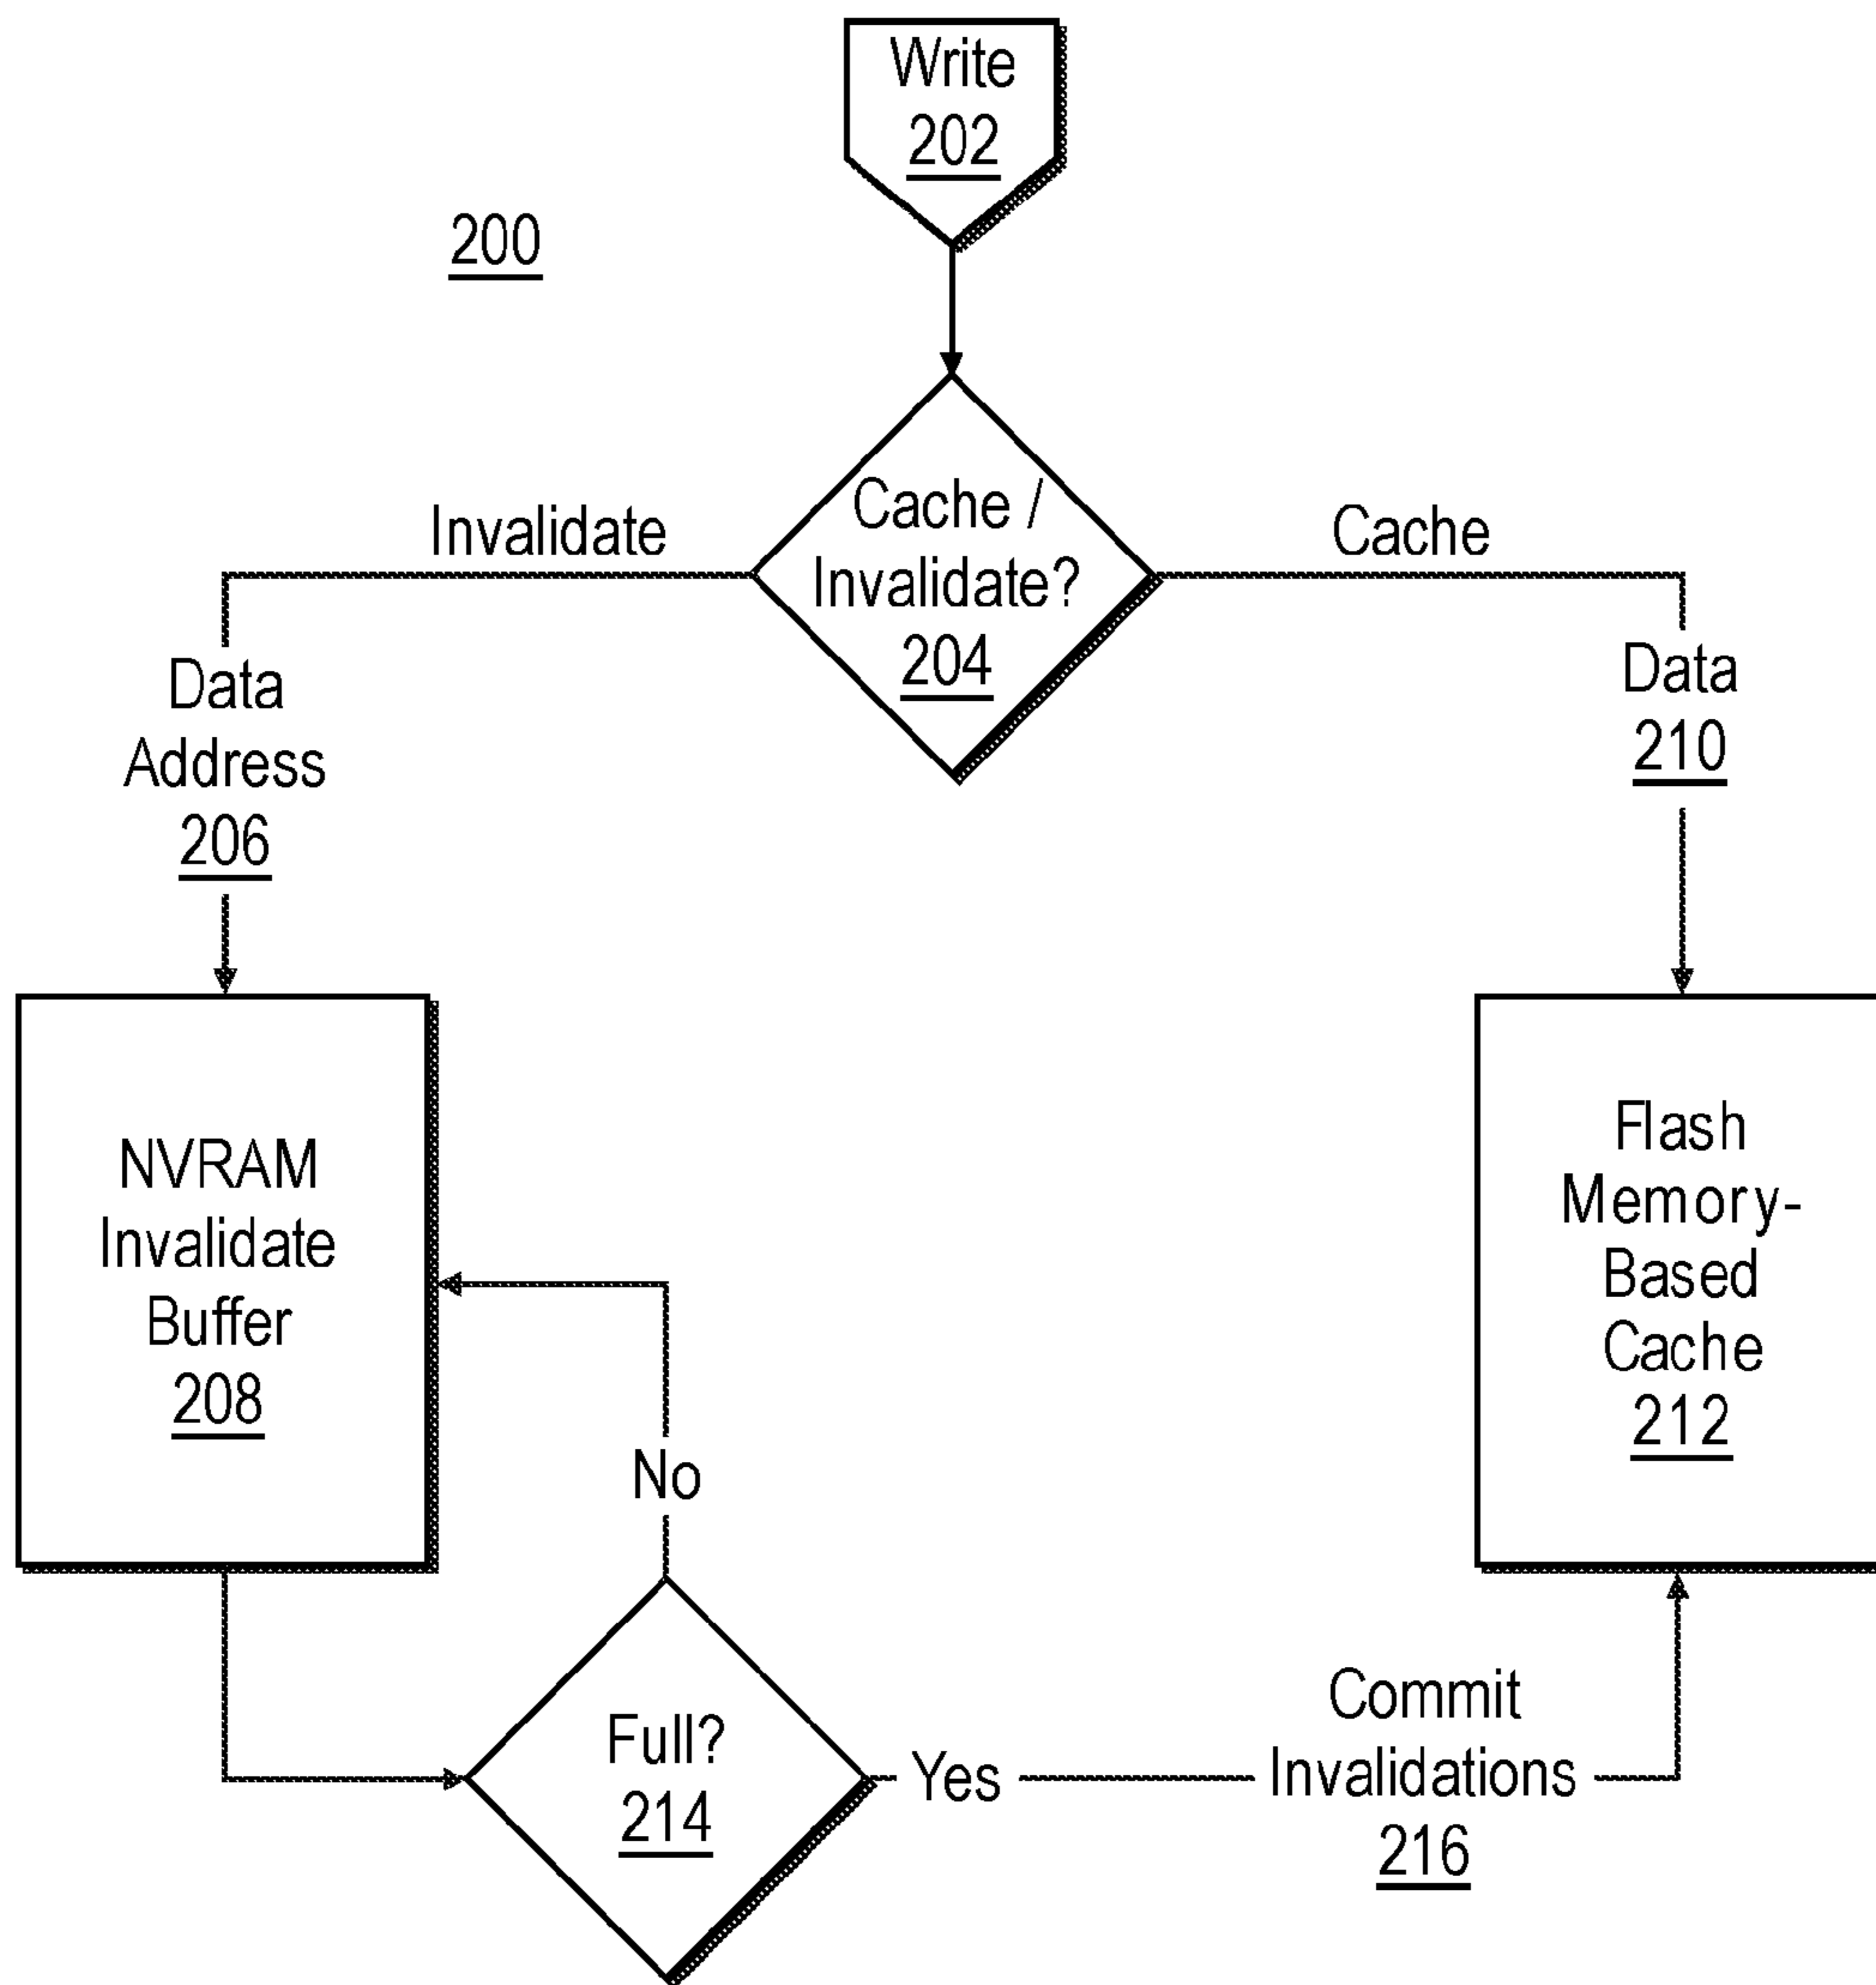 Write
202
200
Cache /
Invalidate?
204
Invalidate
Cache
Data
Address
206
Data
210
NVRAM
Invalidate
Buffer
208
Flash
Memory-
Based
Cache
212
No
Full?
214
Yes
Commit
Invalidations
216